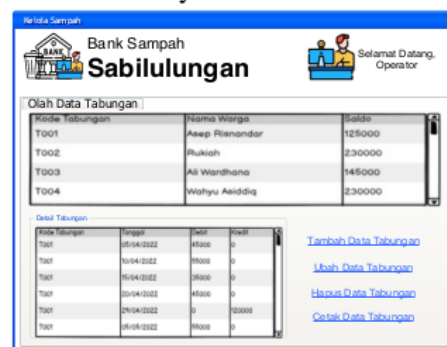 Kelola Sampah
Bank Sampah
Sabilulungan
BANK
Selamat Datang,
Operator
Olah Data Tabungan
Kode Tabungan Nama Warga Saldo
T001 Asep Risnandar 125000
T002 Rukiah 230000
T003 Ali Wardhana 145000
T004 Wahyu Asiddiq 230000
Detail Tabungan
Kode Tabungan Tanggal Debit Kredit
T001 05/04/2022 45000 0
T001 10/04/2022 55000 0
T001 15/04/2022 35000 0
T001 20/04/2022 45000 0
T001 29/04/2022 0 120000
T001 05/05/2022 55000 0
Tambah Data Tabungan
Ubah Data Tabungan
Hapus Data Tabungan
Cetak Data Tabungan